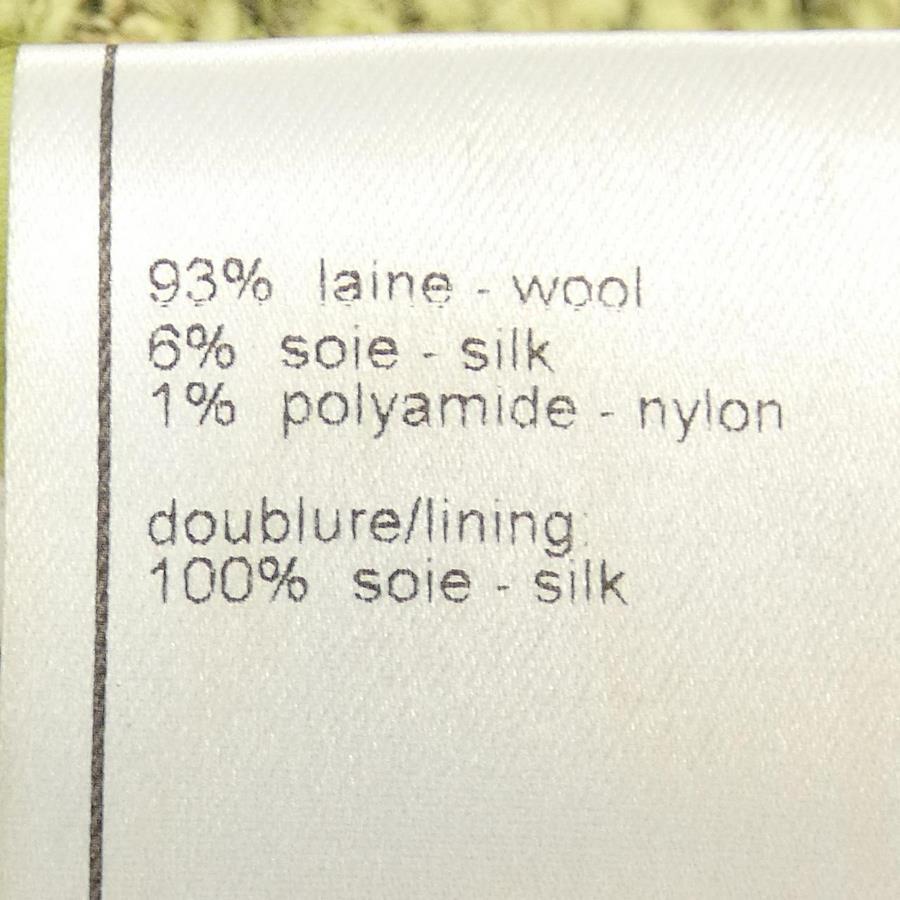 93% laine - wool
6% soie - silk
1% polyamide - nylon
doublure/lining:
100% soie - silk